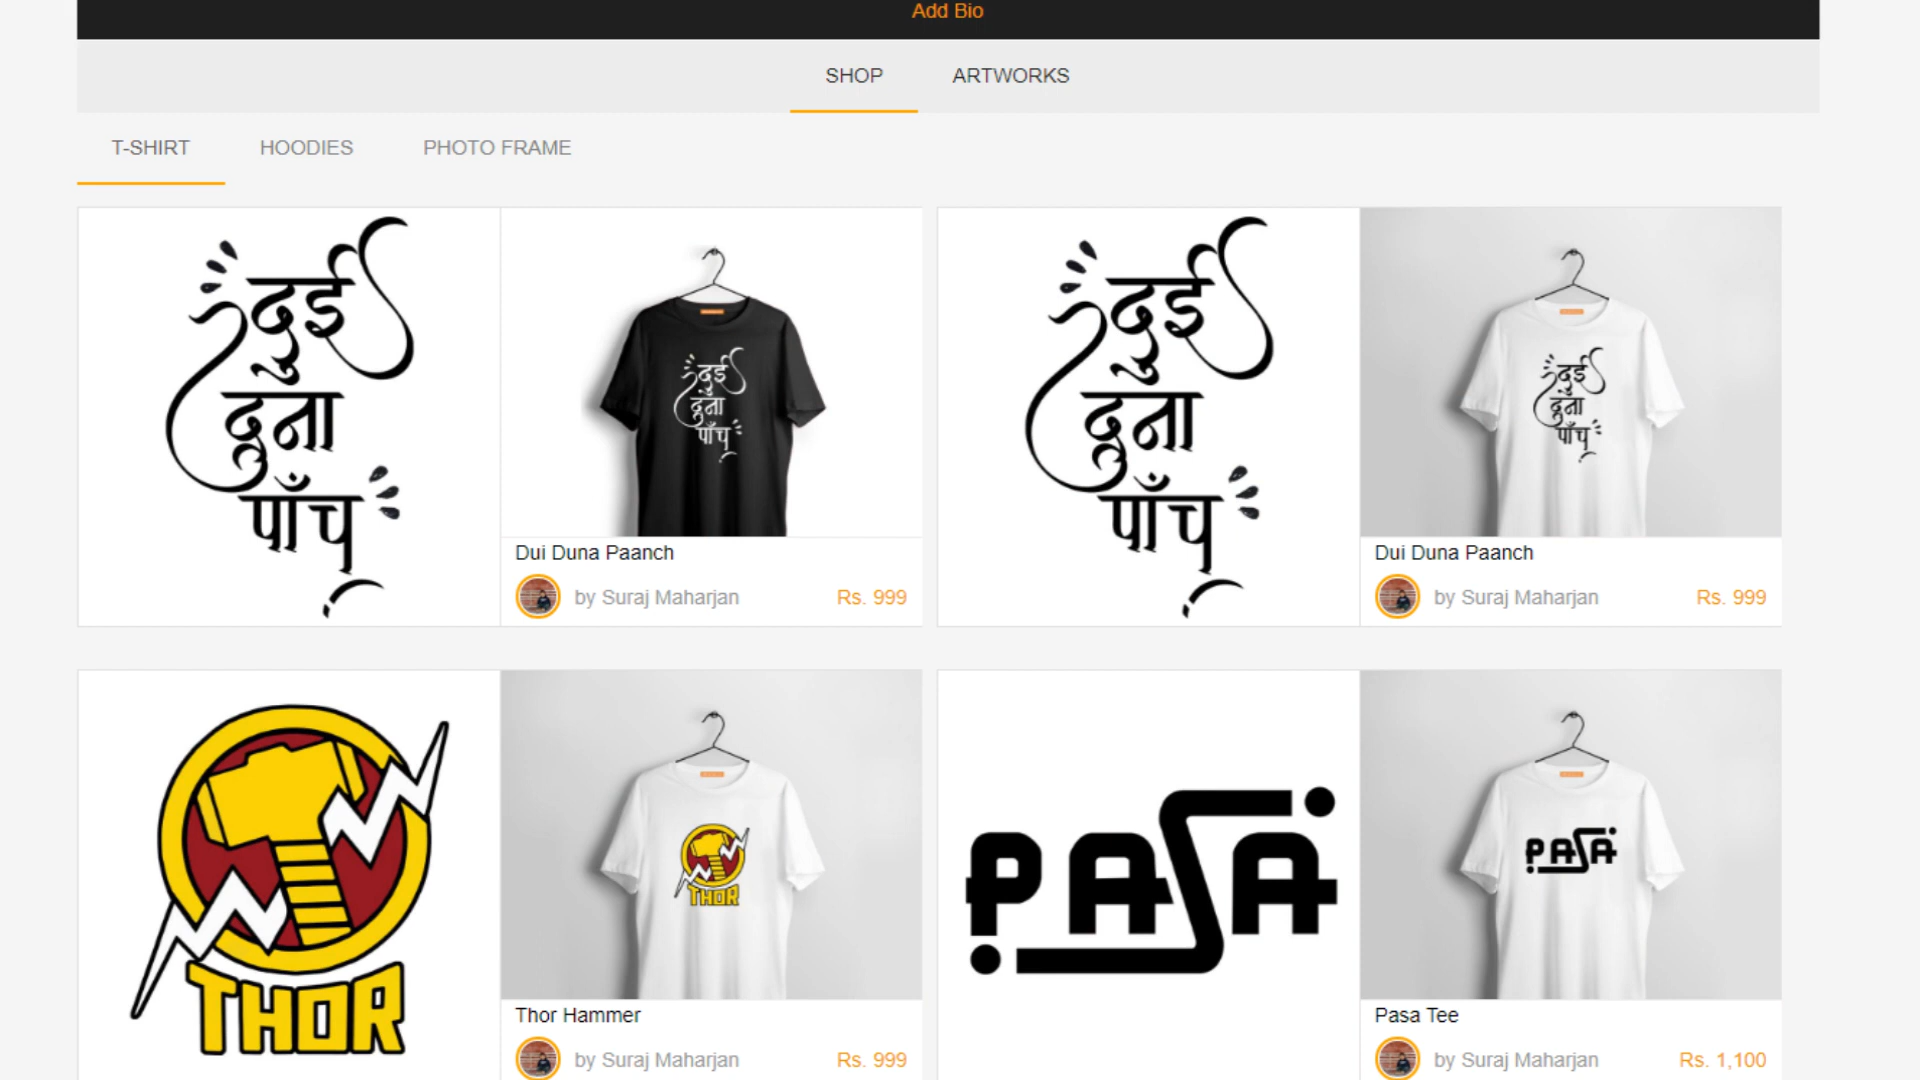 Add Bio
SHOP ARTWORKS
T-SHIRT HOODIES PHOTO FRAME
दुई
दुना
पाँच
दुई
दुना
पाँच
Dui Duna Paanch
by Suraj Maharjan Rs. 999
दुई
दुना
पाँच
दुई
दुना
पाँच
Dui Duna Paanch
by Suraj Maharjan Rs. 999
THOR
THOR
Thor Hammer
by Suraj Maharjan Rs. 999
PASA
PASA
Pasa Tee
by Suraj Maharjan Rs. 1,100